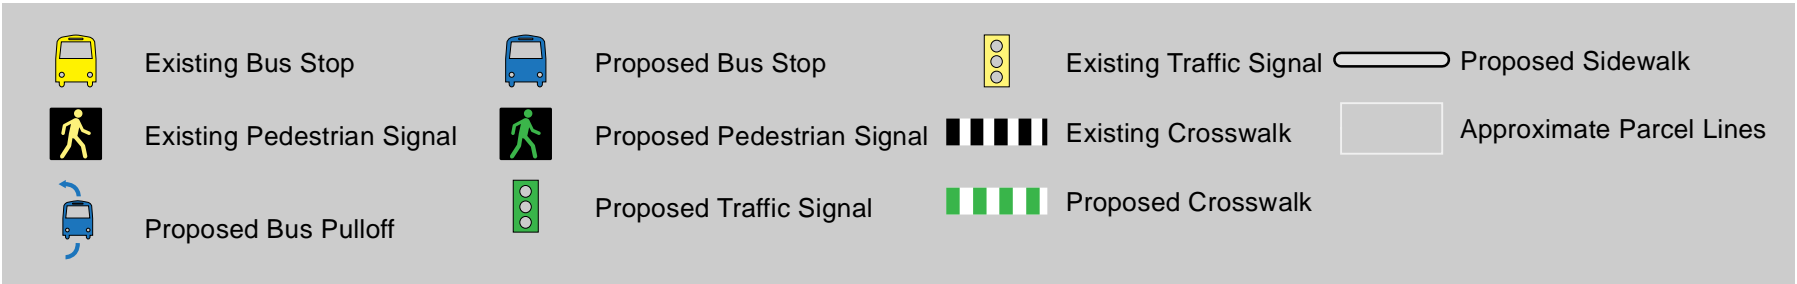 Existing Bus Stop
Proposed Bus Stop
Existing Traffic Signal
Proposed Sidewalk
Existing Pedestrian Signal
Proposed Pedestrian Signal
Existing Crosswalk
Approximate Parcel Lines
Proposed Bus Pulloff
Proposed Traffic Signal
Proposed Crosswalk